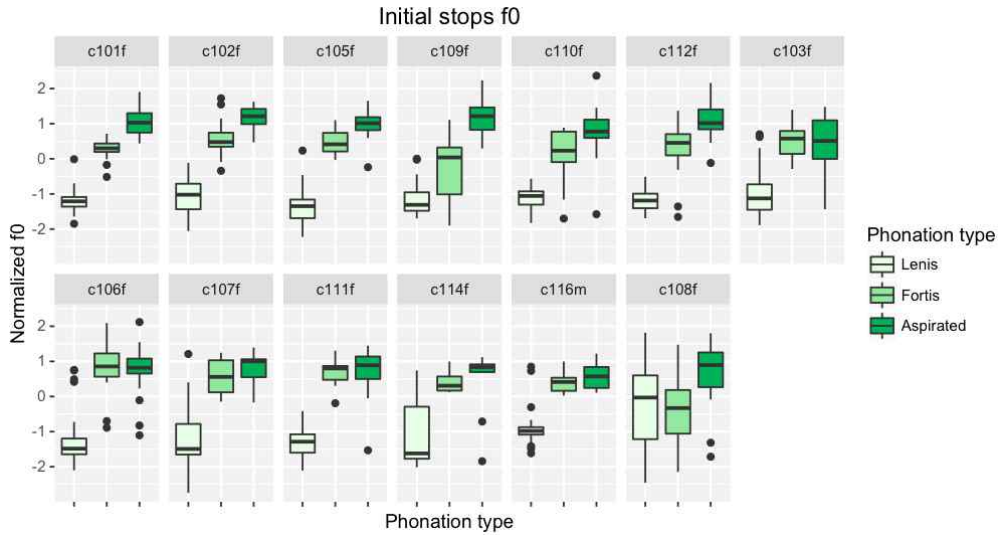 Initial stops f0
c101f c102f c105f c109f c110f c112f c103f
2
1
0
-1
-2
c106f c107f c111f c114f c116m c108f
2
1
0
-1
-2
Normalized f0
Phonation type
Phonation type
Lenis
Fortis
Aspirated